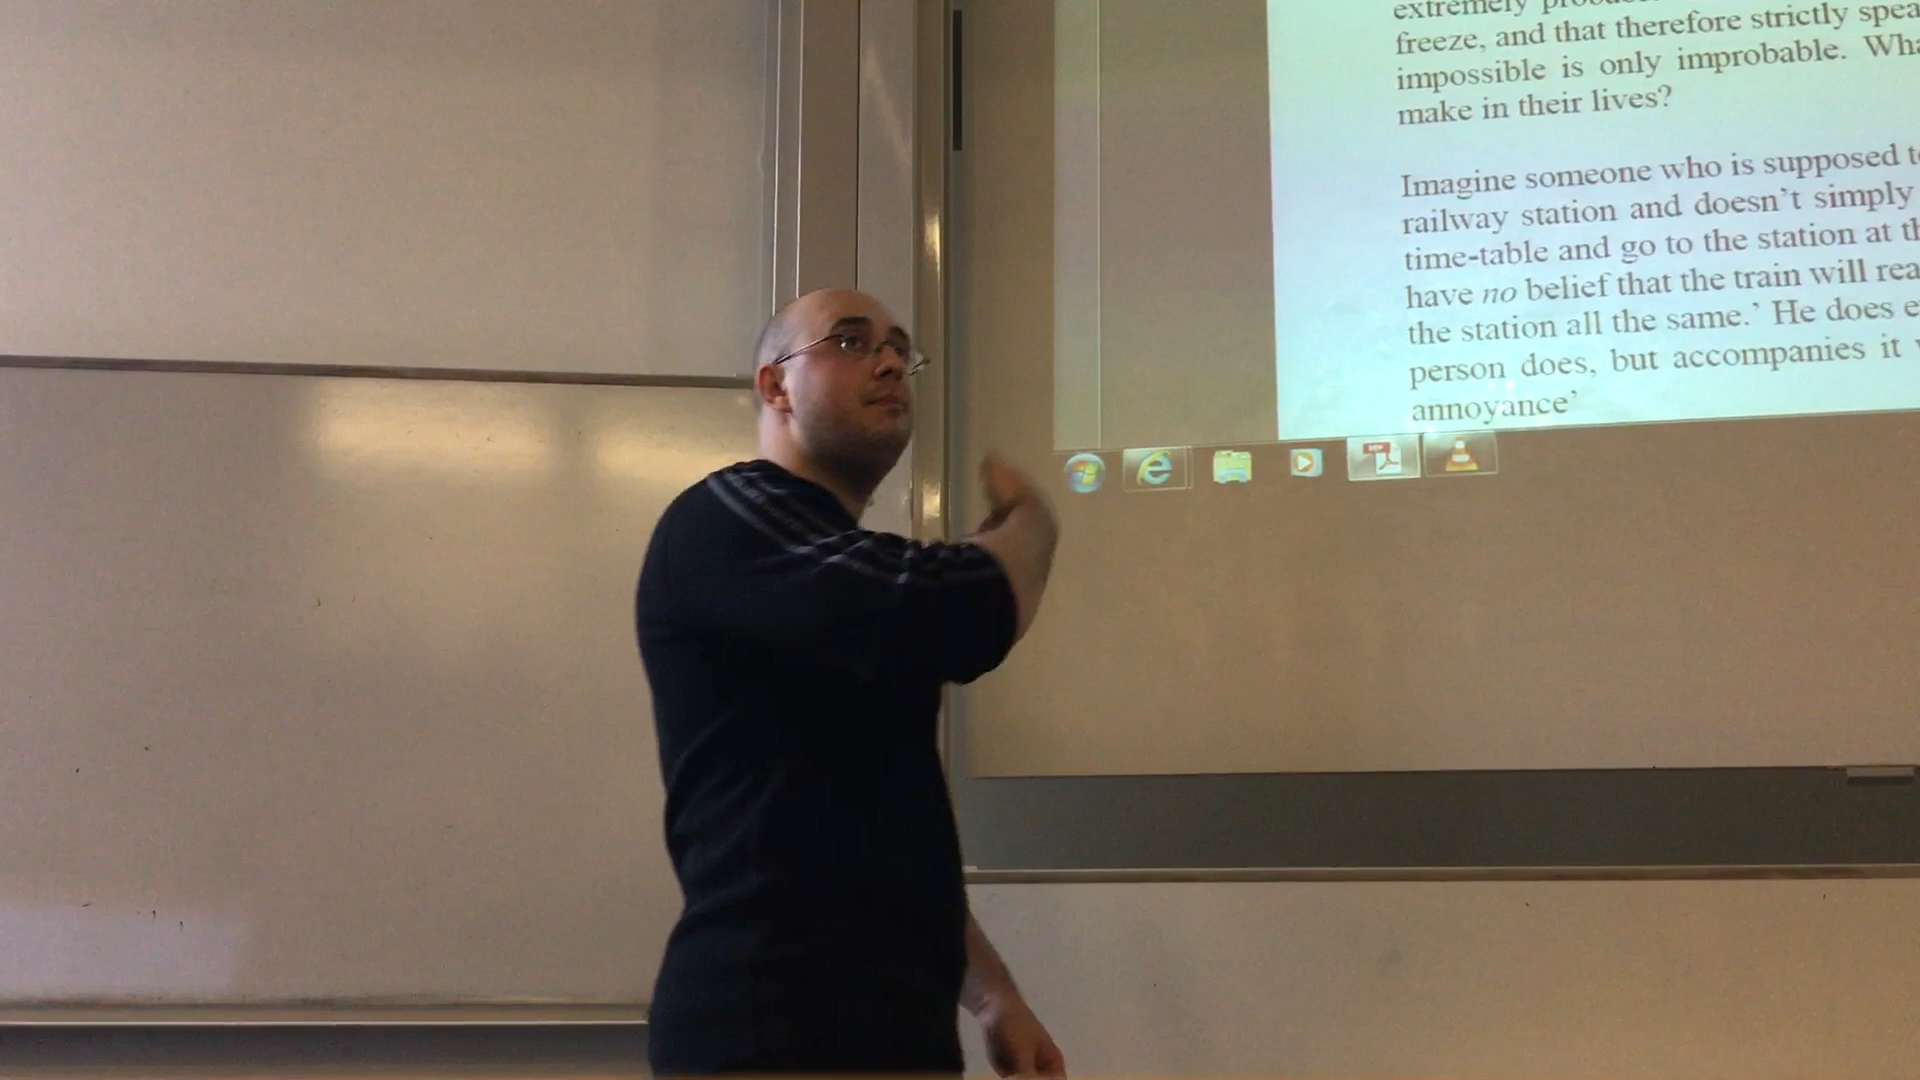 extremely
freeze, and that therefore strictly
impossible is only improbable.
make in their lives?
Imagine someone who is supposed
railway station and doesn't simply
time-table and go to the station at
have no belief that the train will
the station all the same.' He does
person does, but accompanies it
annoyance'
PDF